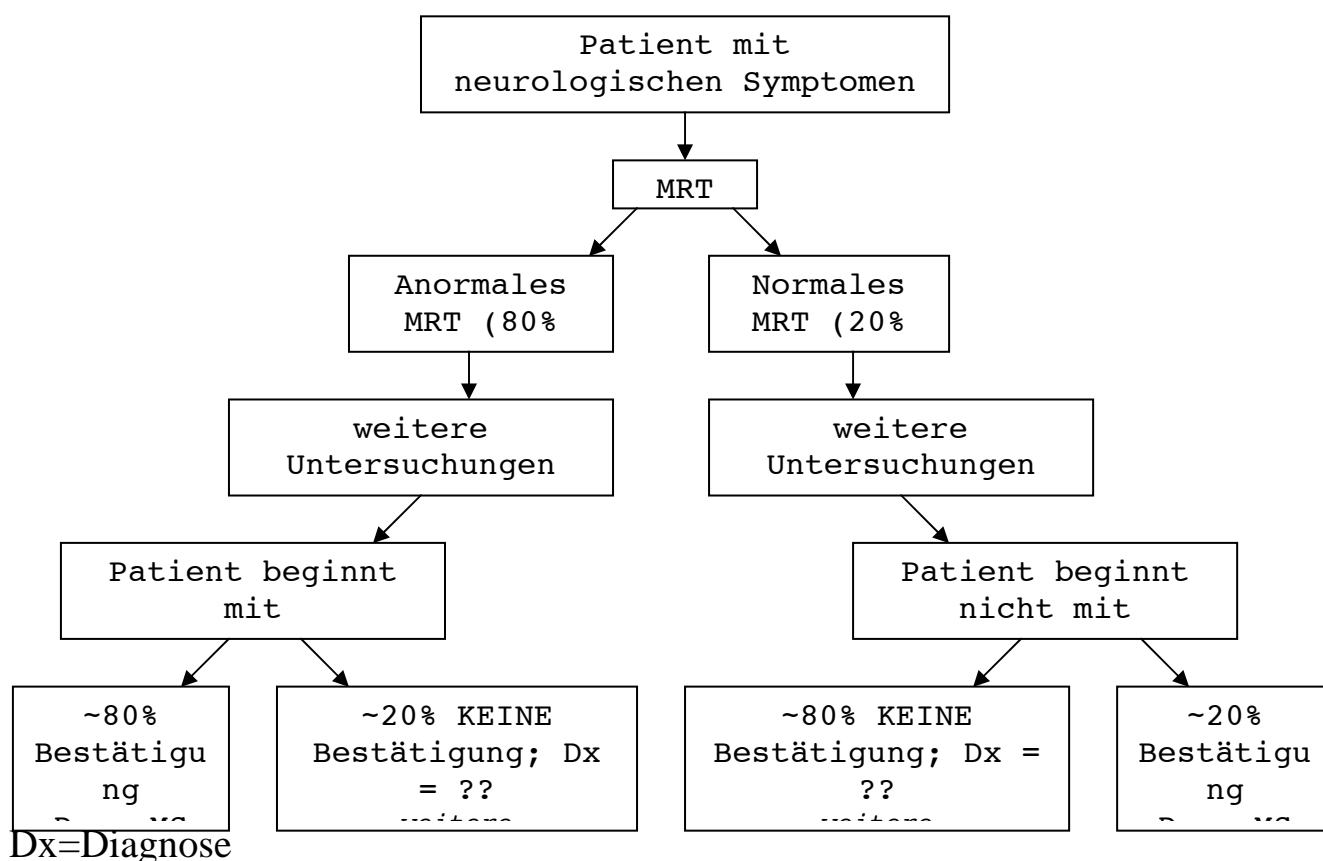 Patient mit
neurologischen Symptomen
MRT
Anormales
MRT (80%
Normales
MRT (20%
weitere
Untersuchungen
weitere
Untersuchungen
Patient beginnt
mit
Patient beginnt
nicht mit
~80%
Bestätigu
ng
~20% KEINE
Bestätigung; Dx
= ??
~80% KEINE
Bestätigung; Dx =
??
~20%
Bestätigu
ng
Dx=Diagnose